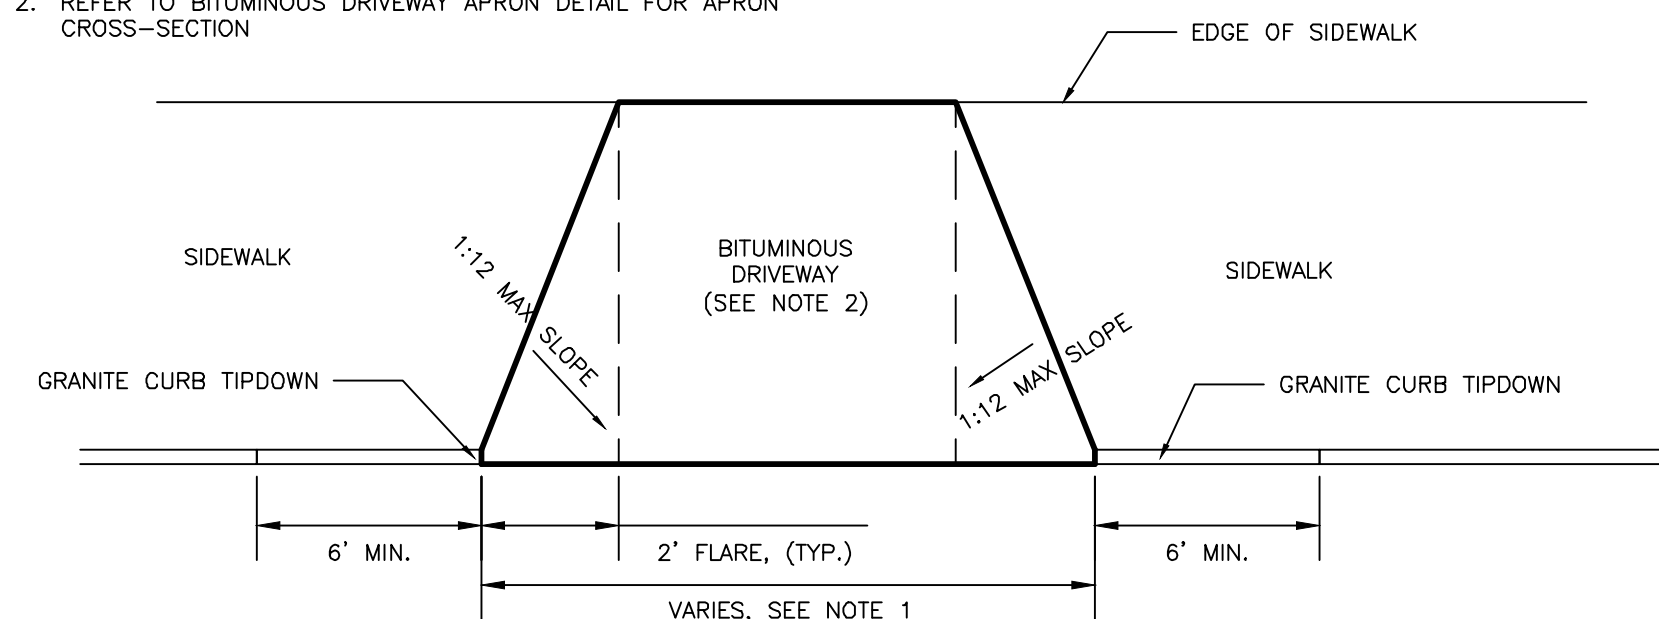 2. REFER TO BITUMINOUS DRIVEWAY APRON DETAIL FOR APRON
CROSS-SECTION
EDGE OF SIDEWALK
SIDEWALK
1:12 MAX SLOPE
BITUMINOUS
DRIVEWAY
(SEE NOTE 2)
SIDEWALK
1:12 MAX SLOPE
GRANITE CURB TIPDOWN
GRANITE CURB TIPDOWN
6' MIN.
2' FLARE, (TYP.)
6' MIN.
VARIES, SEE NOTE 1